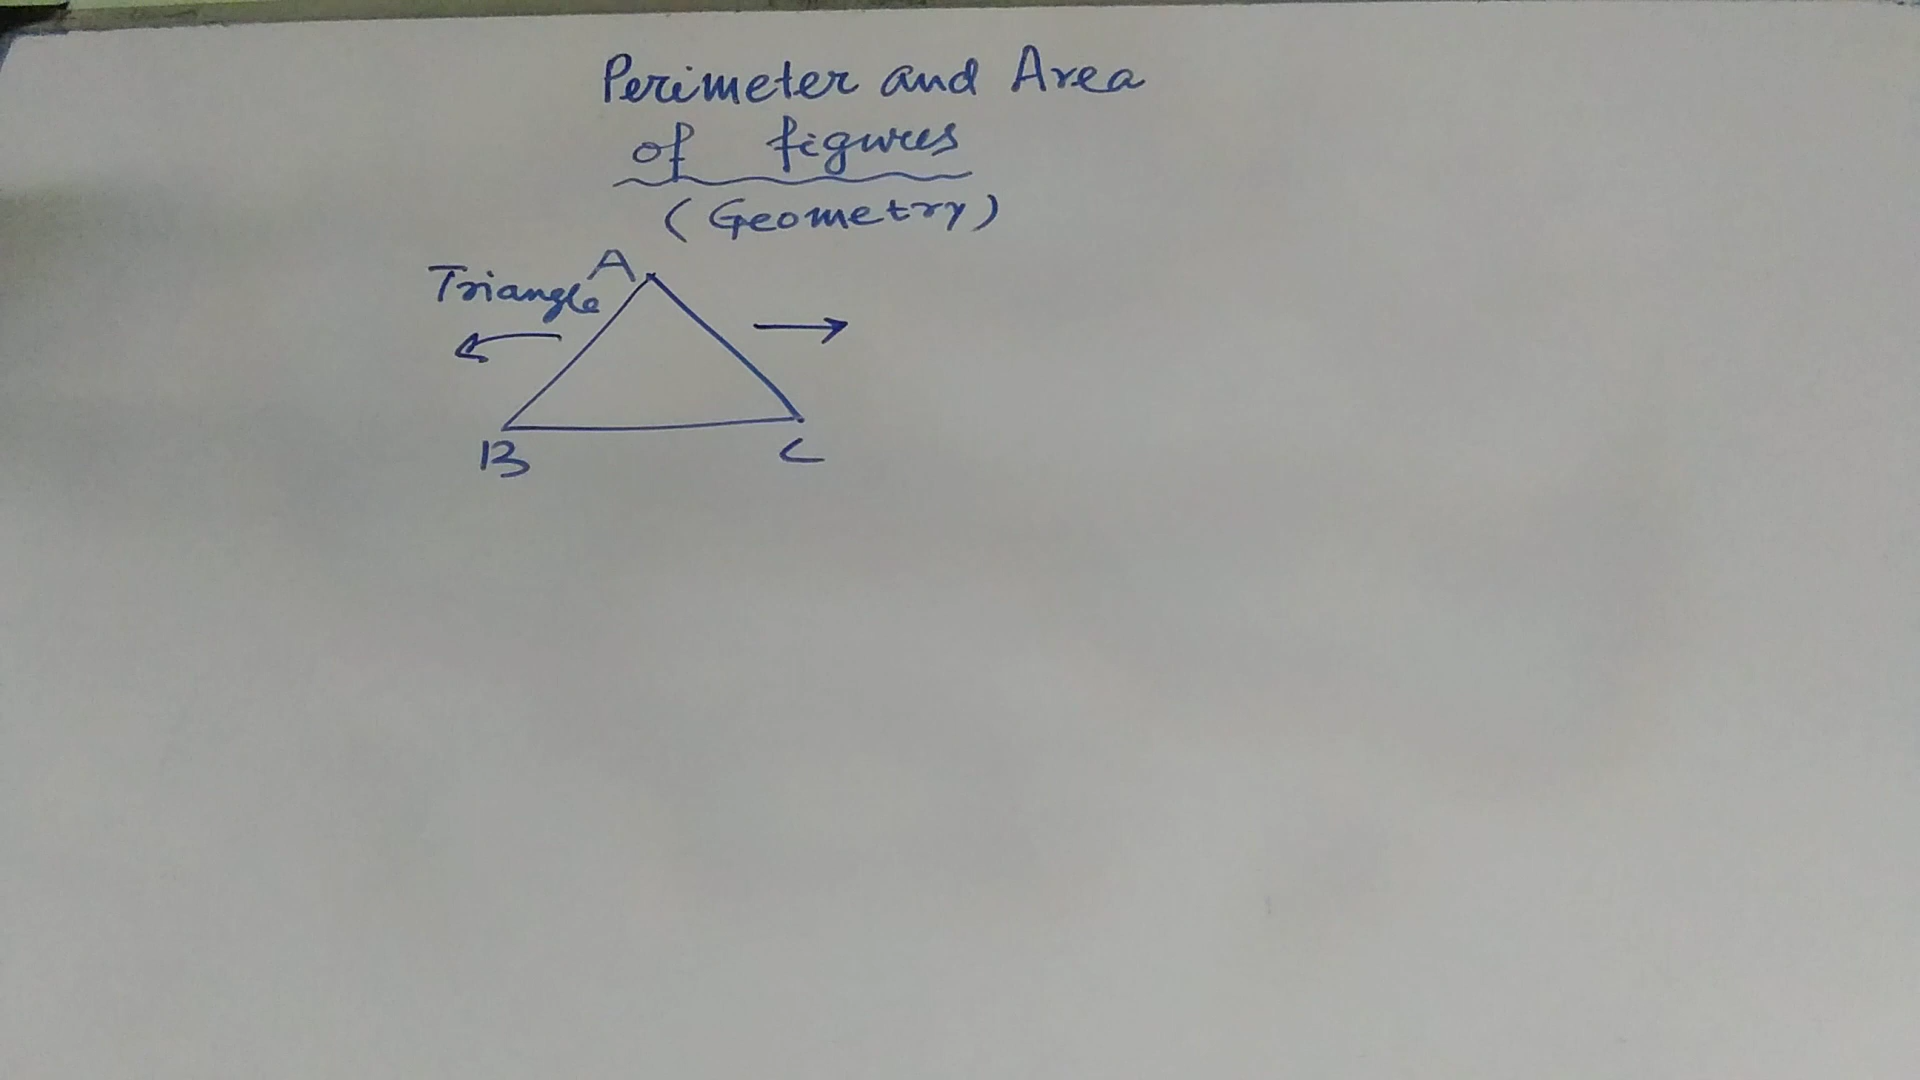 Perimeter and Area
of figures
(Geometry)
Triangle
A
B
C